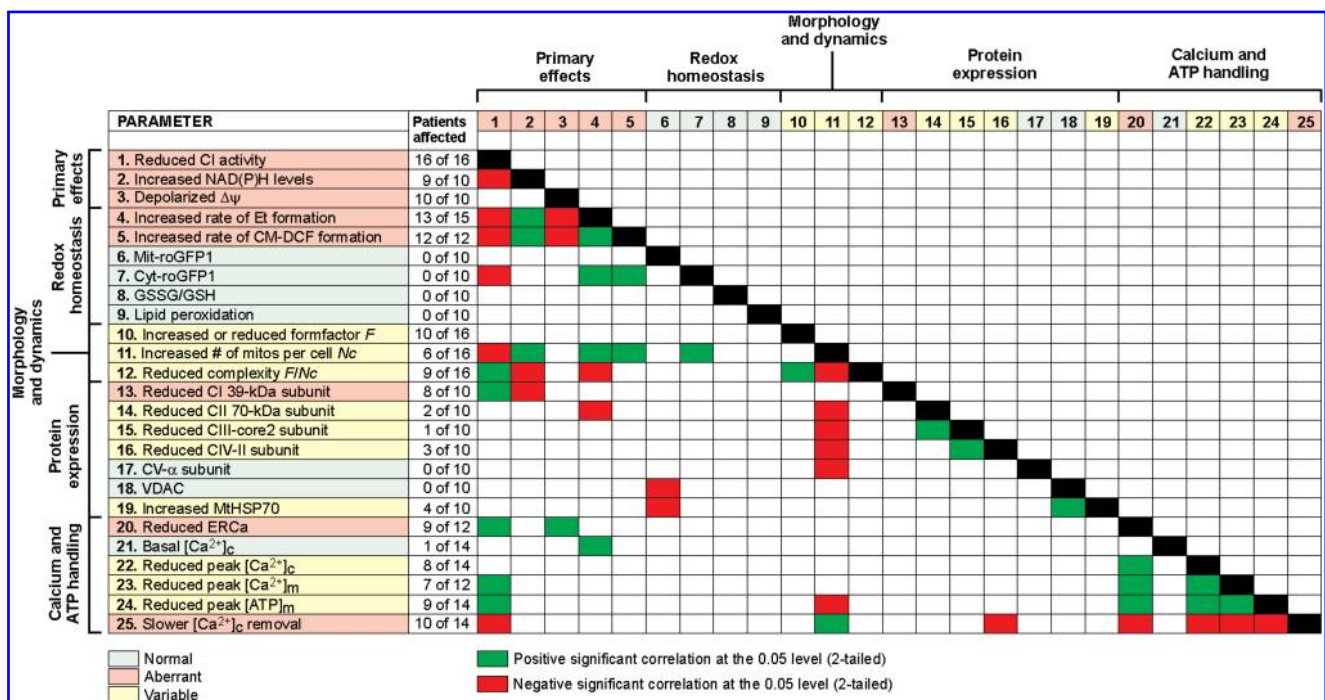 Morphology
and dynamics
Primary
effects
Redox
homeostasis
Protein
expression
Calcium and
ATP handling
PARAMETER Patients affected 1 2 3 4 5 6 7 8 9 10 11 12 13 14 15 16 17 18 19 20 21 22 23 24 25
Primary
effects
1. Reduced CI activity 16 of 16
2. Increased NAD(P)H levels 9 of 10
3. Depolarized Δψ 10 of 10
Redox
homeostasis
4. Increased rate of Et formation 13 of 15
5. Increased rate of CM-DCF formation 12 of 12
6. Mit-roGFP1 0 of 10
7. Cyt-roGFP1 0 of 10
8. GSSG/GSH 0 of 10
9. Lipid peroxidation 0 of 10
Morphology
and dynamics
10. Increased or reduced formfactor F 10 of 16
11. Increased # of mitos per cell Nc 6 of 16
12. Reduced complexity F/Nc 9 of 16
Protein
expression
13. Reduced CI 39-kDa subunit 8 of 10
14. Reduced CII 70-kDa subunit 2 of 10
15. Reduced CIII-core2 subunit 1 of 10
16. Reduced CIV-II subunit 3 of 10
17. CV-α subunit 0 of 10
18. VDAC 0 of 10
19. Increased MtHSP70 4 of 10
Calcium and
ATP handling
20. Reduced ERCa 9 of 12
21. Basal [Ca²⁺]c 1 of 14
22. Reduced peak [Ca²⁺]c 8 of 14
23. Reduced peak [Ca²⁺]m 7 of 12
24. Reduced peak [ATP]m 9 of 14
25. Slower [Ca²⁺]c removal 10 of 14
Normal
Aberrant
Variable
Positive significant correlation at the 0.05 level (2-tailed)
Negative significant correlation at the 0.05 level (2-tailed)